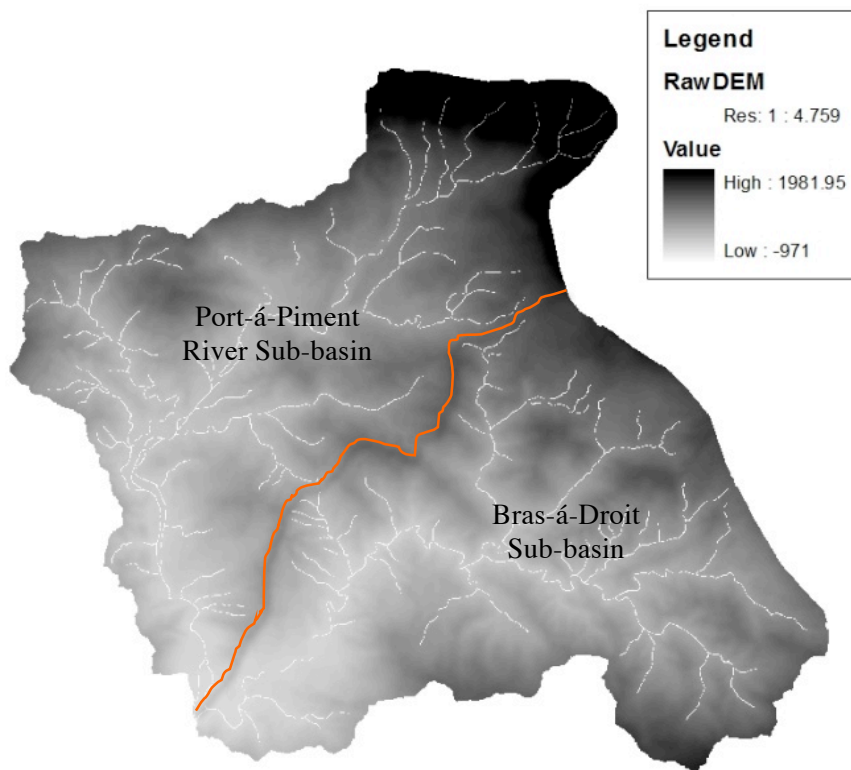 Legend
RawDEM
Res: 1 : 4.759
Value
High : 1981.95
Low : -971
Port-á-Piment
River Sub-basin
Bras-á-Droit
Sub-basin